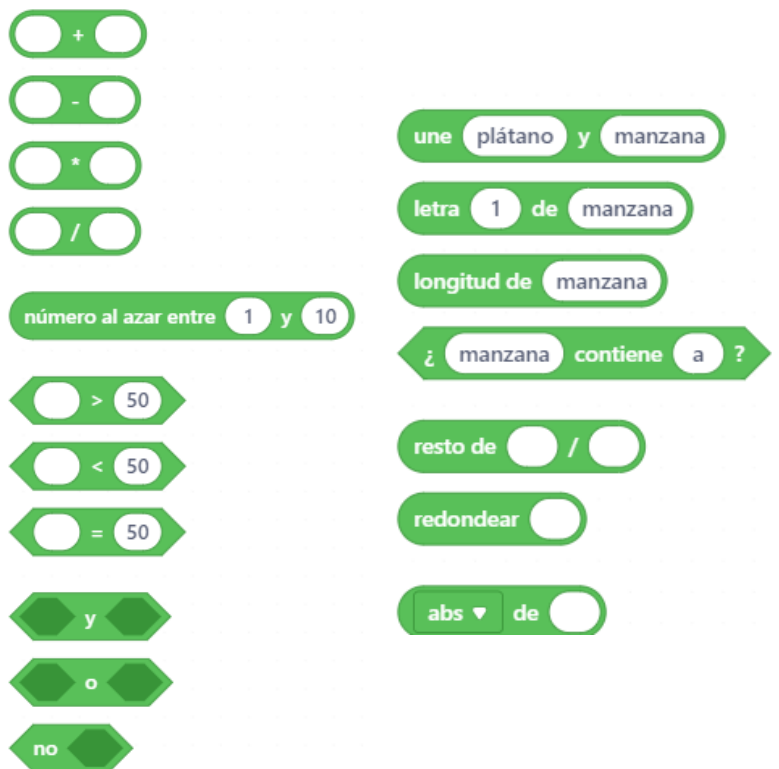 +
-
*
/
número al azar entre 1 y 10
> 50
< 50
= 50
y
o
no
une plátano y manzana
letra 1 de manzana
longitud de manzana
¿ manzana contiene a ?
resto de /
redondear
abs ▼ de